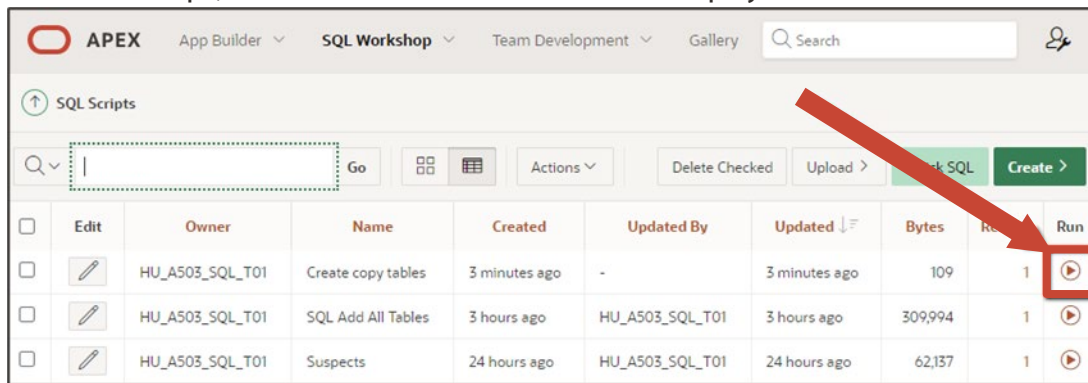 APEX App Builder SQL Workshop Team Development Gallery Search
SQL Scripts
Go Actions Delete Checked Upload > SQL Create >
Edit Owner Name Created Updated By Updated Bytes Run
HU_A503_SQL_T01 Create copy tables 3 minutes ago - 3 minutes ago 109 1
HU_A503_SQL_T01 SQL Add All Tables 3 hours ago HU_A503_SQL_T01 3 hours ago 309,994 1
HU_A503_SQL_T01 Suspects 24 hours ago HU_A503_SQL_T01 24 hours ago 62,137 1